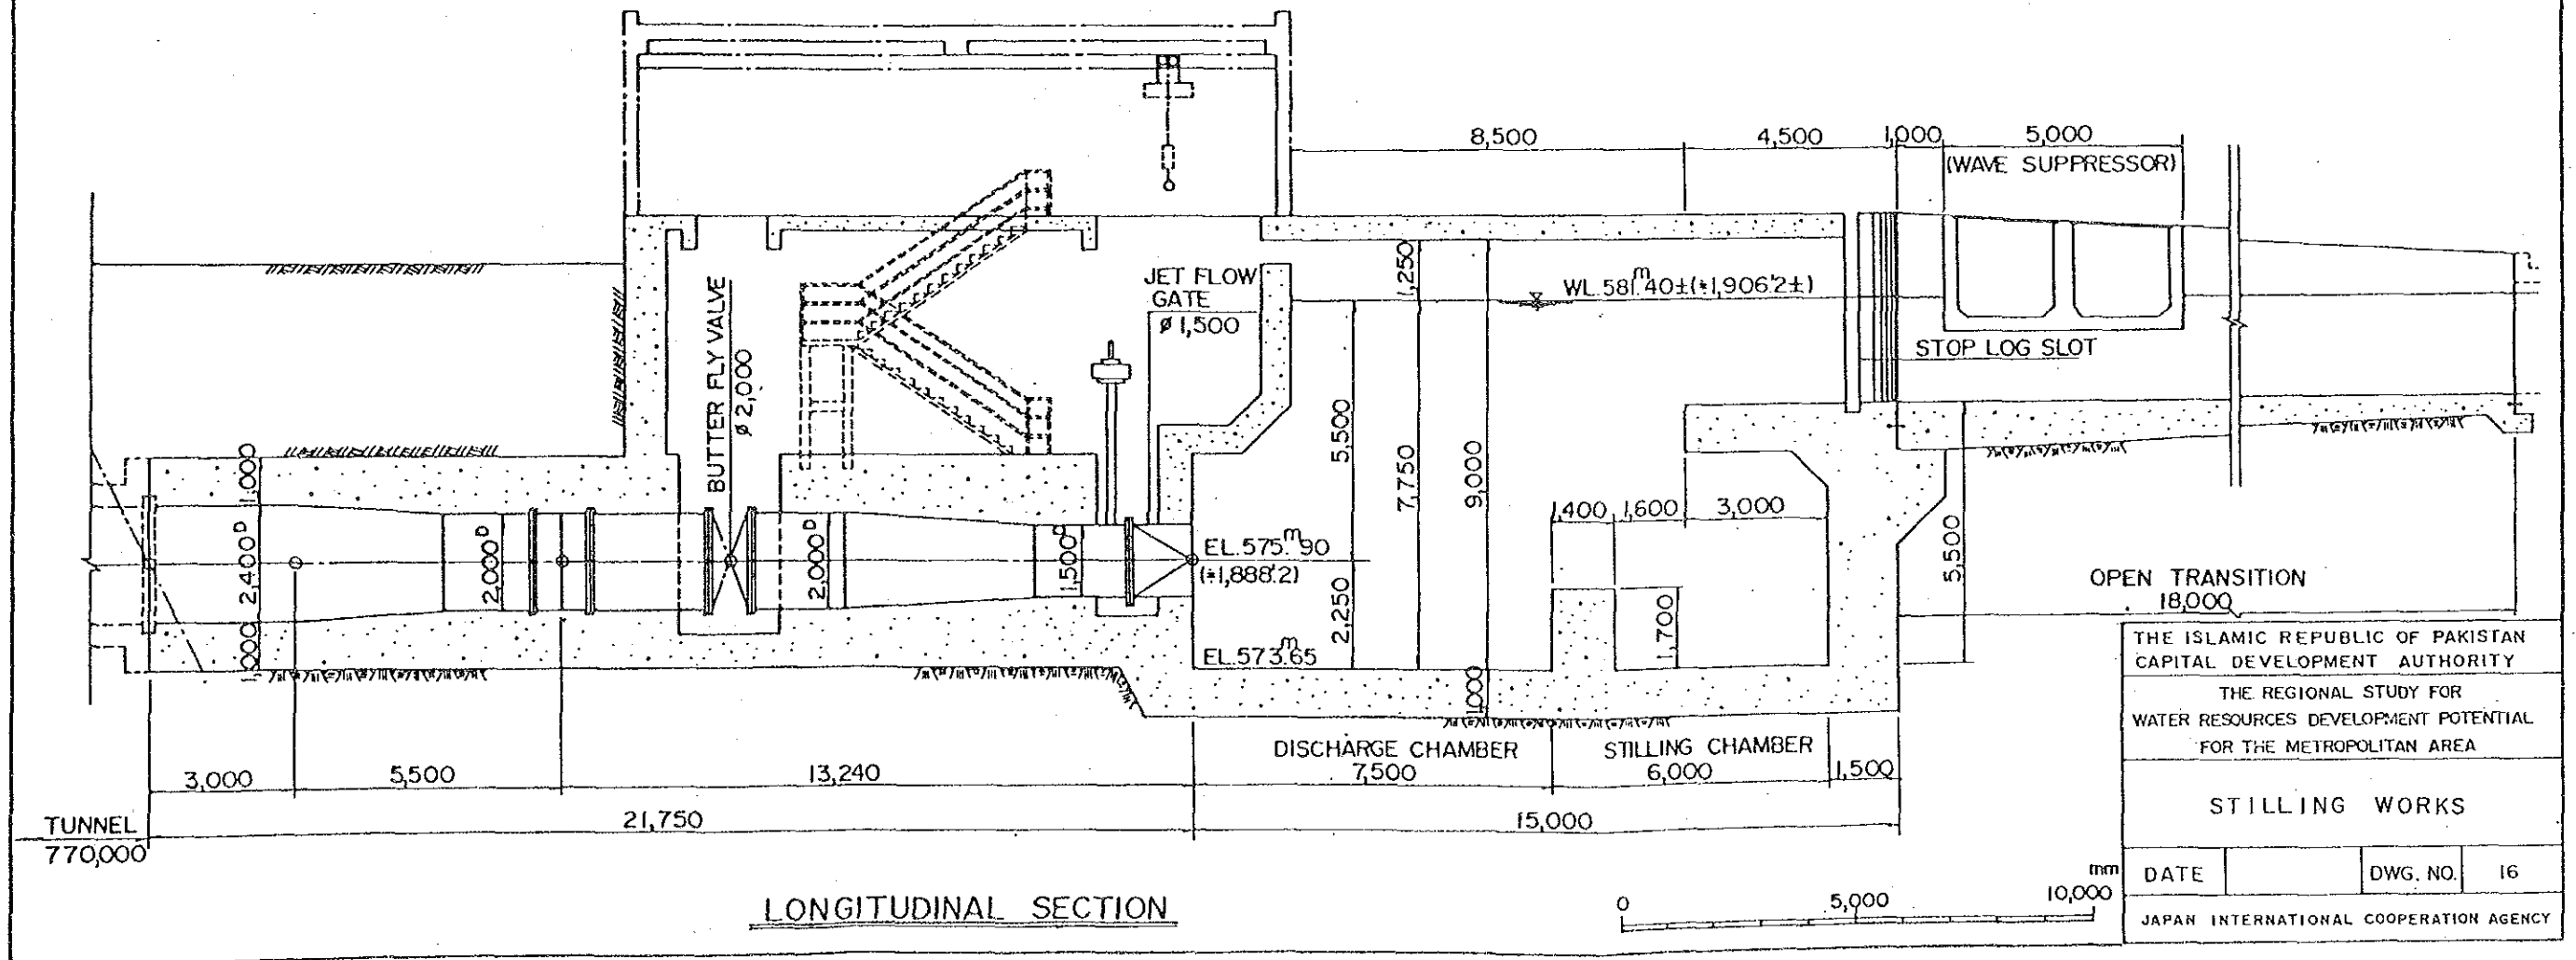 8,500
4,500
1,000
5,000
(WAVE SUPPRESSOR)
JET FLOW
GATE
ø 1,500
1,250
WL.581.m40±(≑1,906.'2±)
BUTTER FLY VALVE
ø 2,000
STOP LOG SLOT
5,500
7,750
9,000
1,000
2,400D
1,000
2,000D
2,000D
1,500D
EL.575.m90
(≑1,888.'2)
2,250
EL.573.m65
1,400
1,600
3,000
1,700
5,500
1,000
OPEN TRANSITION
18,000
DISCHARGE CHAMBER
7,500
STILLING CHAMBER
6,000
1,500
3,000
5,500
13,240
21,750
15,000
TUNNEL
770,000
LONGITUDINAL SECTION
0
5,000
10,000
mm
THE ISLAMIC REPUBLIC OF PAKISTAN
CAPITAL DEVELOPMENT AUTHORITY
THE REGIONAL STUDY FOR
WATER RESOURCES DEVELOPMENT POTENTIAL
FOR THE METROPOLITAN AREA
STILLING WORKS
DATE
DWG. NO.
16
JAPAN INTERNATIONAL COOPERATION AGENCY